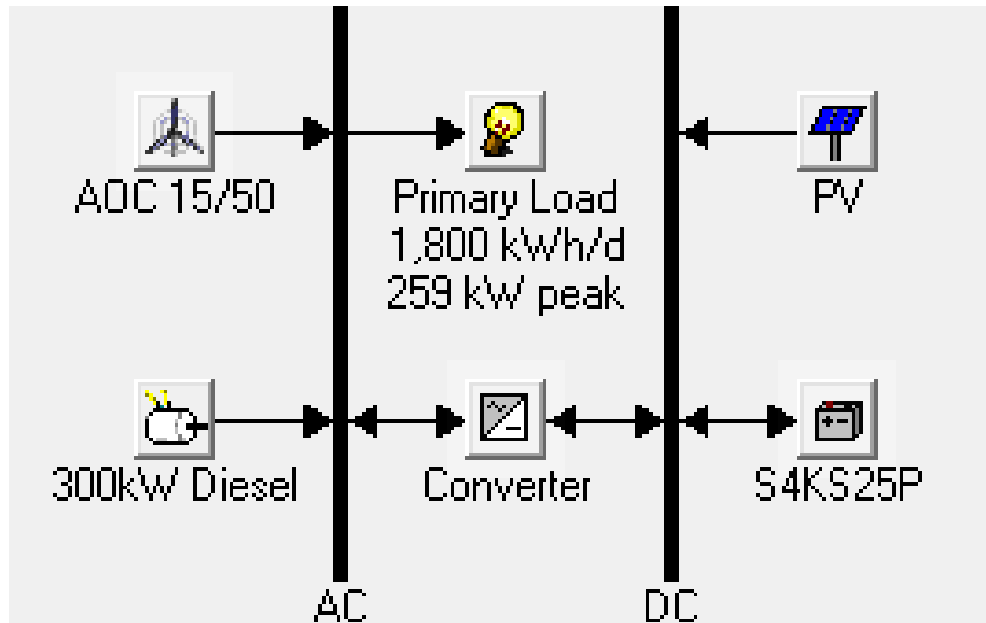 AOC 15/50
Primary Load
1,800 kWh/d
259 kW peak
PV
300kW Diesel
Converter
S4KS25P
AC
DC